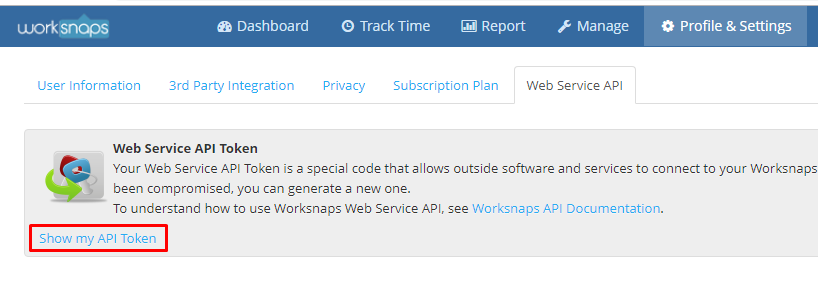 worksnaps
Dashboard
Track Time
Report
Manage
Profile & Settings
User Information
3rd Party Integration
Privacy
Subscription Plan
Web Service API
Web Service API Token
Your Web Service API Token is a special code that allows outside software and services to connect to your Worksnaps
been compromised, you can generate a new one.
To understand how to use Worksnaps Web Service API, see Worksnaps API Documentation.
Show my API Token